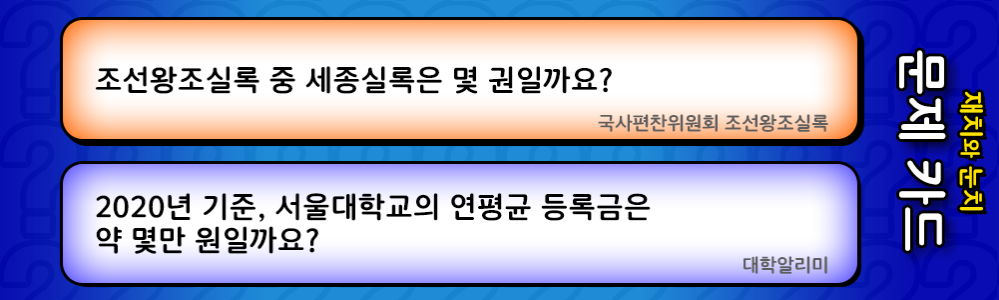 조선왕조실록 중 세종실록은 몇 권일까요?
국사편찬위원회 조선왕조실록
2020년 기준, 서울대학교의 연평균 등록금은
약 몇만 원일까요?
대학알리미
재치와 눈치
문제 카드